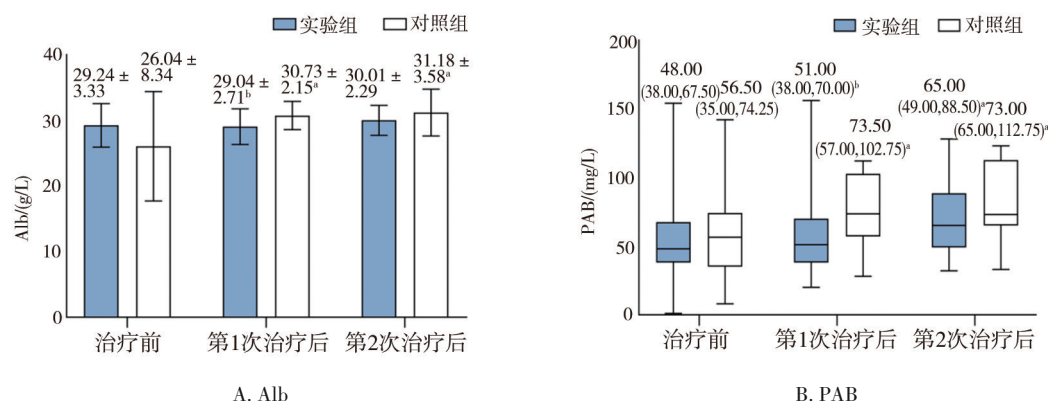 实验组 对照组
40
30
20
10
0
Alb/(g/L)
29.24 ±
3.33
26.04 ±
8.34
29.04 ±
2.71ᵇ
30.73 ±
2.15ᵃ
30.01 ±
2.29
31.18 ±
3.58ᵃ
治疗前 第1次治疗后 第2次治疗后
A. Alb
实验组 对照组
200
150
100
50
0
PAB/(mg/L)
48.00
(38.00,67.50)
56.50
(35.00,74.25)
51.00
(38.00,70.00)ᵇ
73.50
(57.00,102.75)ᵃ
65.00
(49.00,88.50)ᵃ
73.00
(65.00,112.75)ᵃ
治疗前 第1次治疗后 第2次治疗后
B. PAB